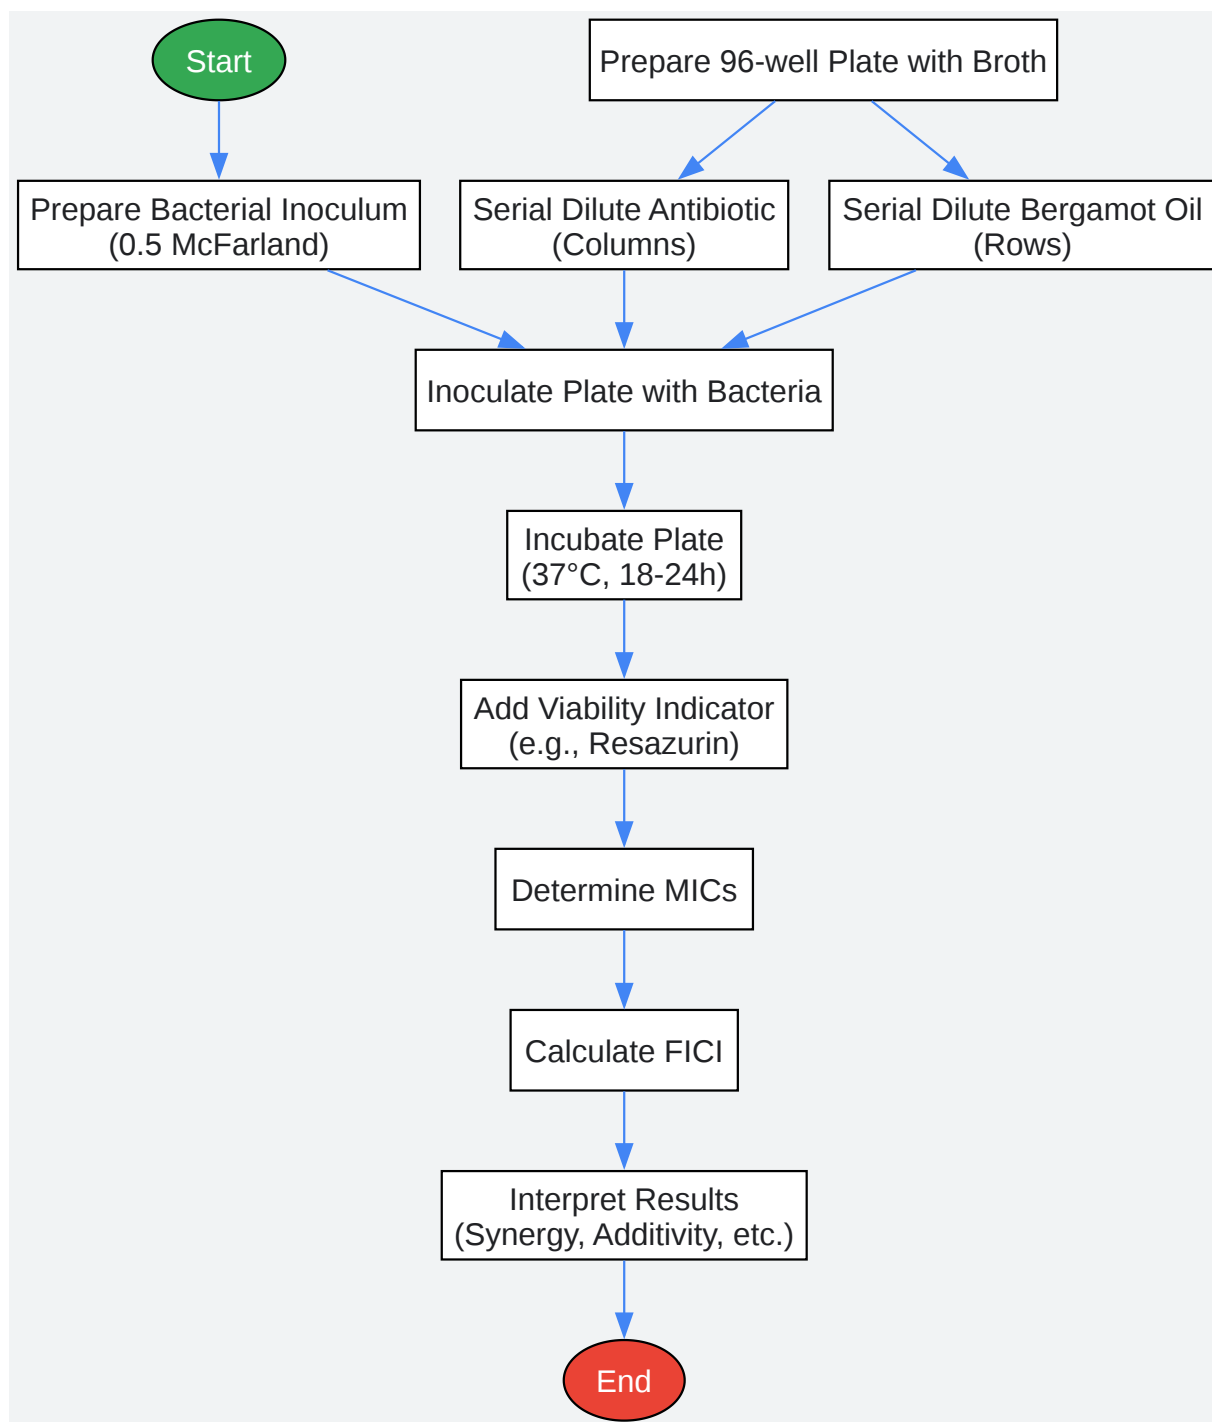 Start
Prepare 96-well Plate with Broth
Prepare Bacterial Inoculum
(0.5 McFarland)
Serial Dilute Antibiotic
(Columns)
Serial Dilute Bergamot Oil
(Rows)
Inoculate Plate with Bacteria
Incubate Plate
(37°C, 18-24h)
Add Viability Indicator
(e.g., Resazurin)
Determine MICs
Calculate FICI
Interpret Results
(Synergy, Additivity, etc.)
End